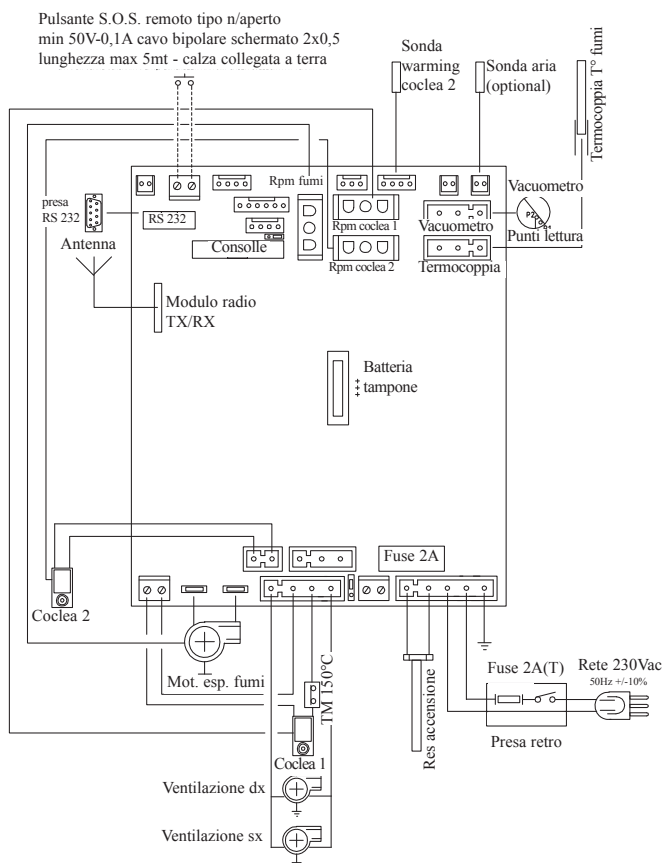 Pulsante S.O.S. remoto tipo n/aperto
min 50V-0,1A cavo bipolare schermato 2x0,5
lunghezza max 5mt - calza collegata a terra
Sonda
warming
coclea 2
Sonda aria
(optional)
Termocoppia T° fumi
Rpm fumi
presa
RS 232
RS 232
Antenna
Consolle
Rpm coclea 1
Rpm coclea 2
Vacuometro
Termocoppia
Vacuometro
Punti lettura
Modulo radio
TX/RX
Batteria
tampone
Fuse 2A
Coclea 2
Mot. esp. fumi
TM 150°C
Coclea 1
Res accensione
Fuse 2A(T)
Rete 230Vac
50Hz +/-10%
Presa retro
Ventilazione dx
Ventilazione sx